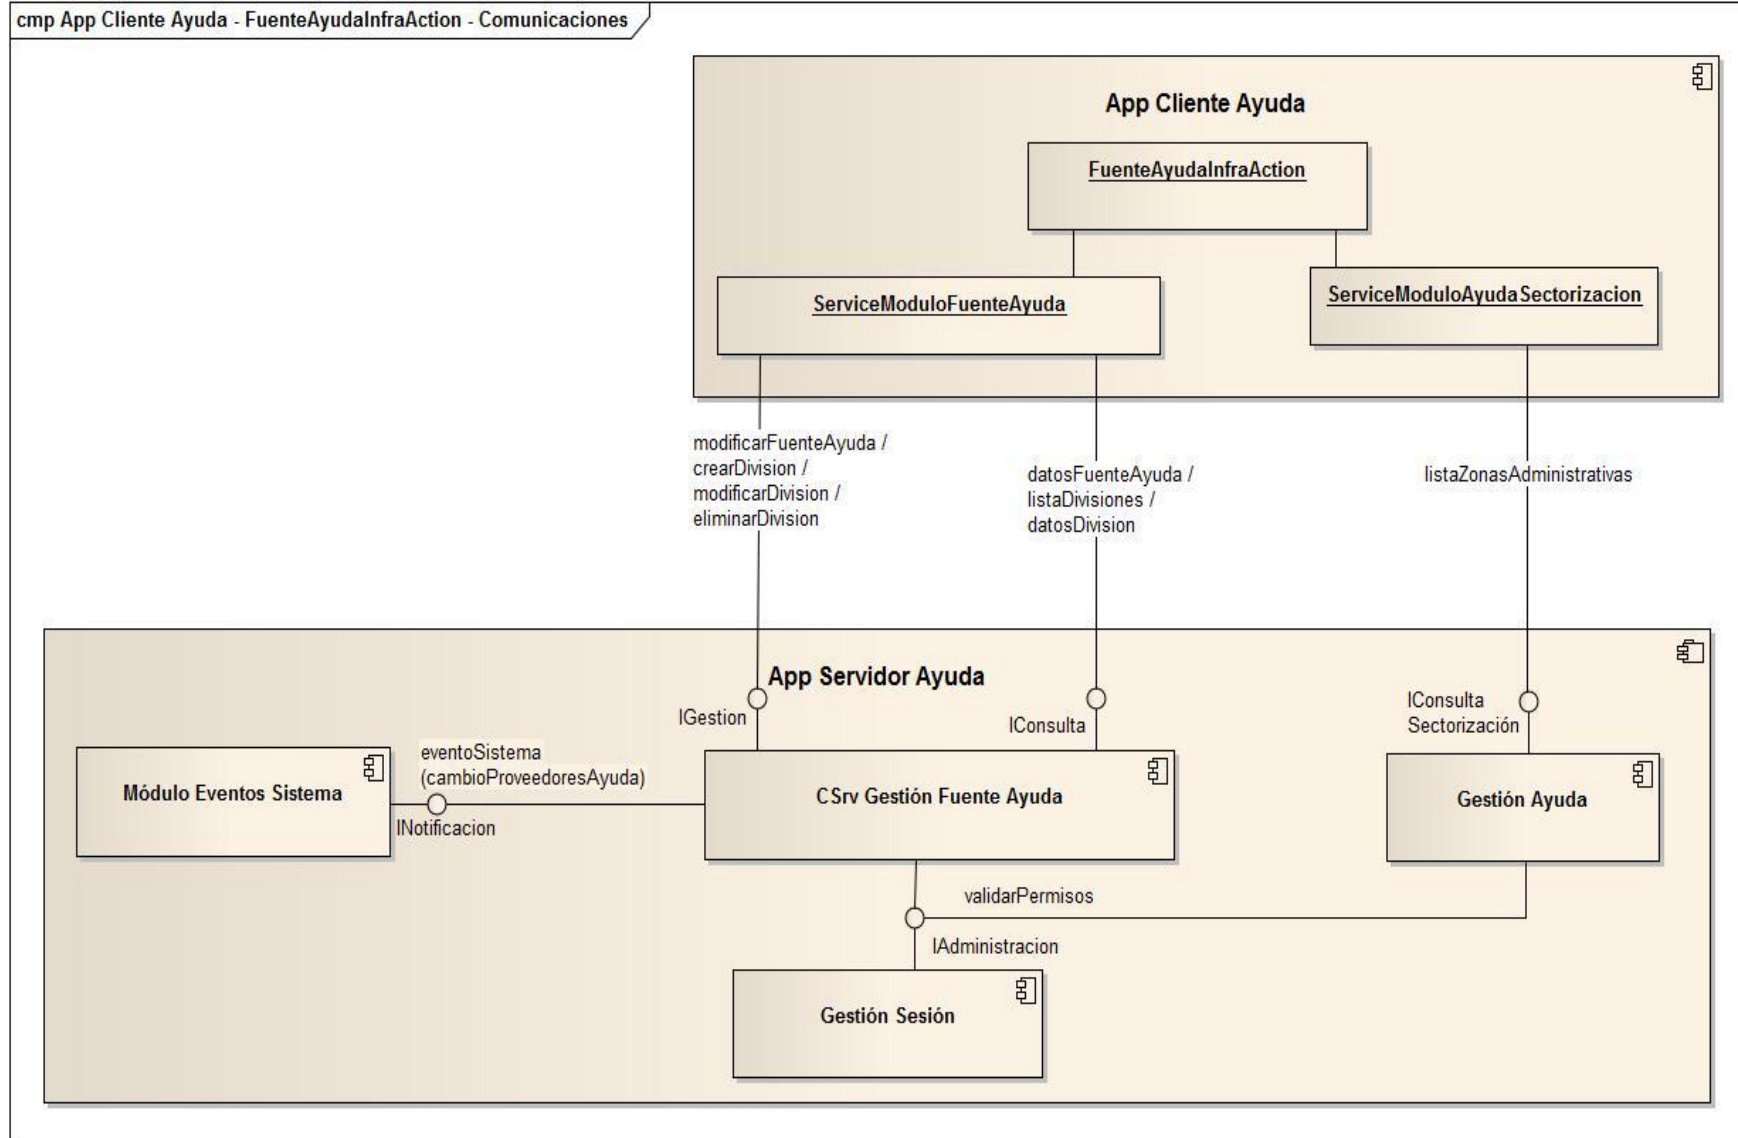 cmp App Cliente Ayuda - FuenteAyudaInfraAction - Comunicaciones
App Cliente Ayuda
FuenteAyudaInfraAction
ServiceModuloFuenteAyuda
ServiceModuloAyudaSectorizacion
modificarFuenteAyuda /
crearDivision /
modificarDivision /
eliminarDivision
datosFuenteAyuda /
listaDivisiones /
datosDivision
listaZonasAdministrativas
App Servidor Ayuda
IGestion
IConsulta
IConsulta
Sectorización
eventoSistema
(cambioProveedoresAyuda)
INotificacion
Módulo Eventos Sistema
CSrv Gestión Fuente Ayuda
Gestión Ayuda
validarPermisos
IAdministracion
Gestión Sesión